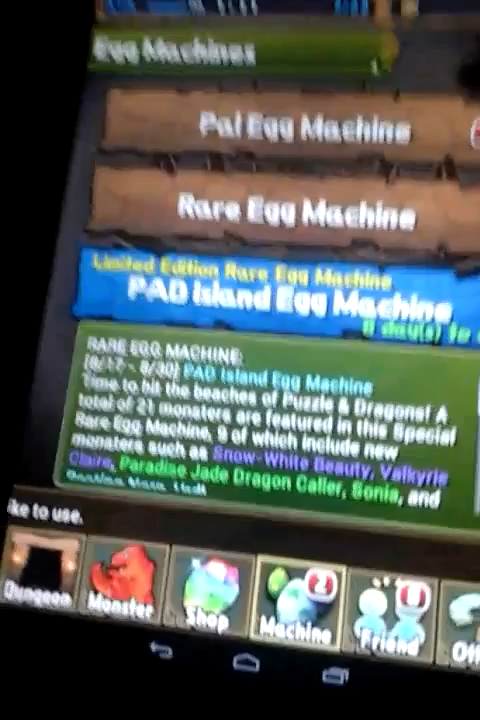 Egg Machines
Pal Egg Machine
Rare Egg Machine
Limited Edition Rare Egg Machine
PAD Island Egg Machine
8 day(s) to
RARE EGG MACHINE:
[8/17 - 8/30] PAD Island Egg Machine
Time to hit the beaches of Puzzle & Dragons! A
total of 21 monsters are featured in this Special
Rare Egg Machine, 9 of which include new
monsters such as Snow-White Beauty, Valkyrie
Claire, Paradise Jade Dragon Caller, Sonia, and
ike to use.
Dungeon
Monster
Shop
2
Machine
Friend